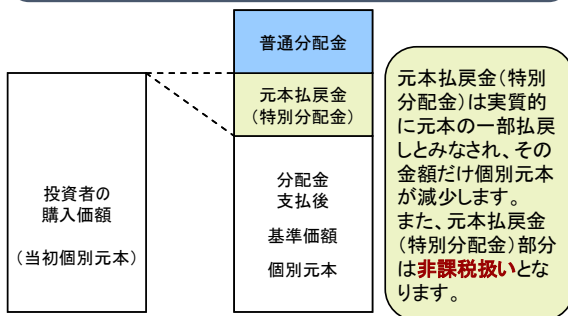 普通分配金
元本払戻金
(特別分配金)
投資者の
購入価額
(当初個別元本)
分配金
支払後
基準価額
個別元本
元本払戻金(特別
分配金)は実質的
に元本の一部払戻
しとみなされ、その
金額だけ個別元本
が減少します。
また、元本払戻金
(特別分配金)部分
は非課税扱いとな
ります。